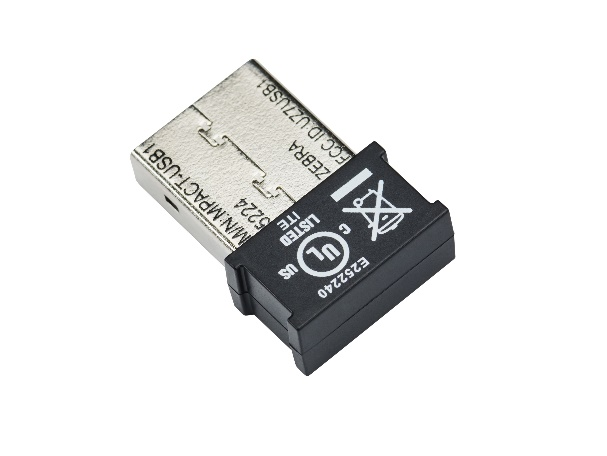 FCC ID:UZ7USB1
ZEBRA
5224
M/N:MPACT-USB1
LISTED
ITE
C
UL
US
E252240